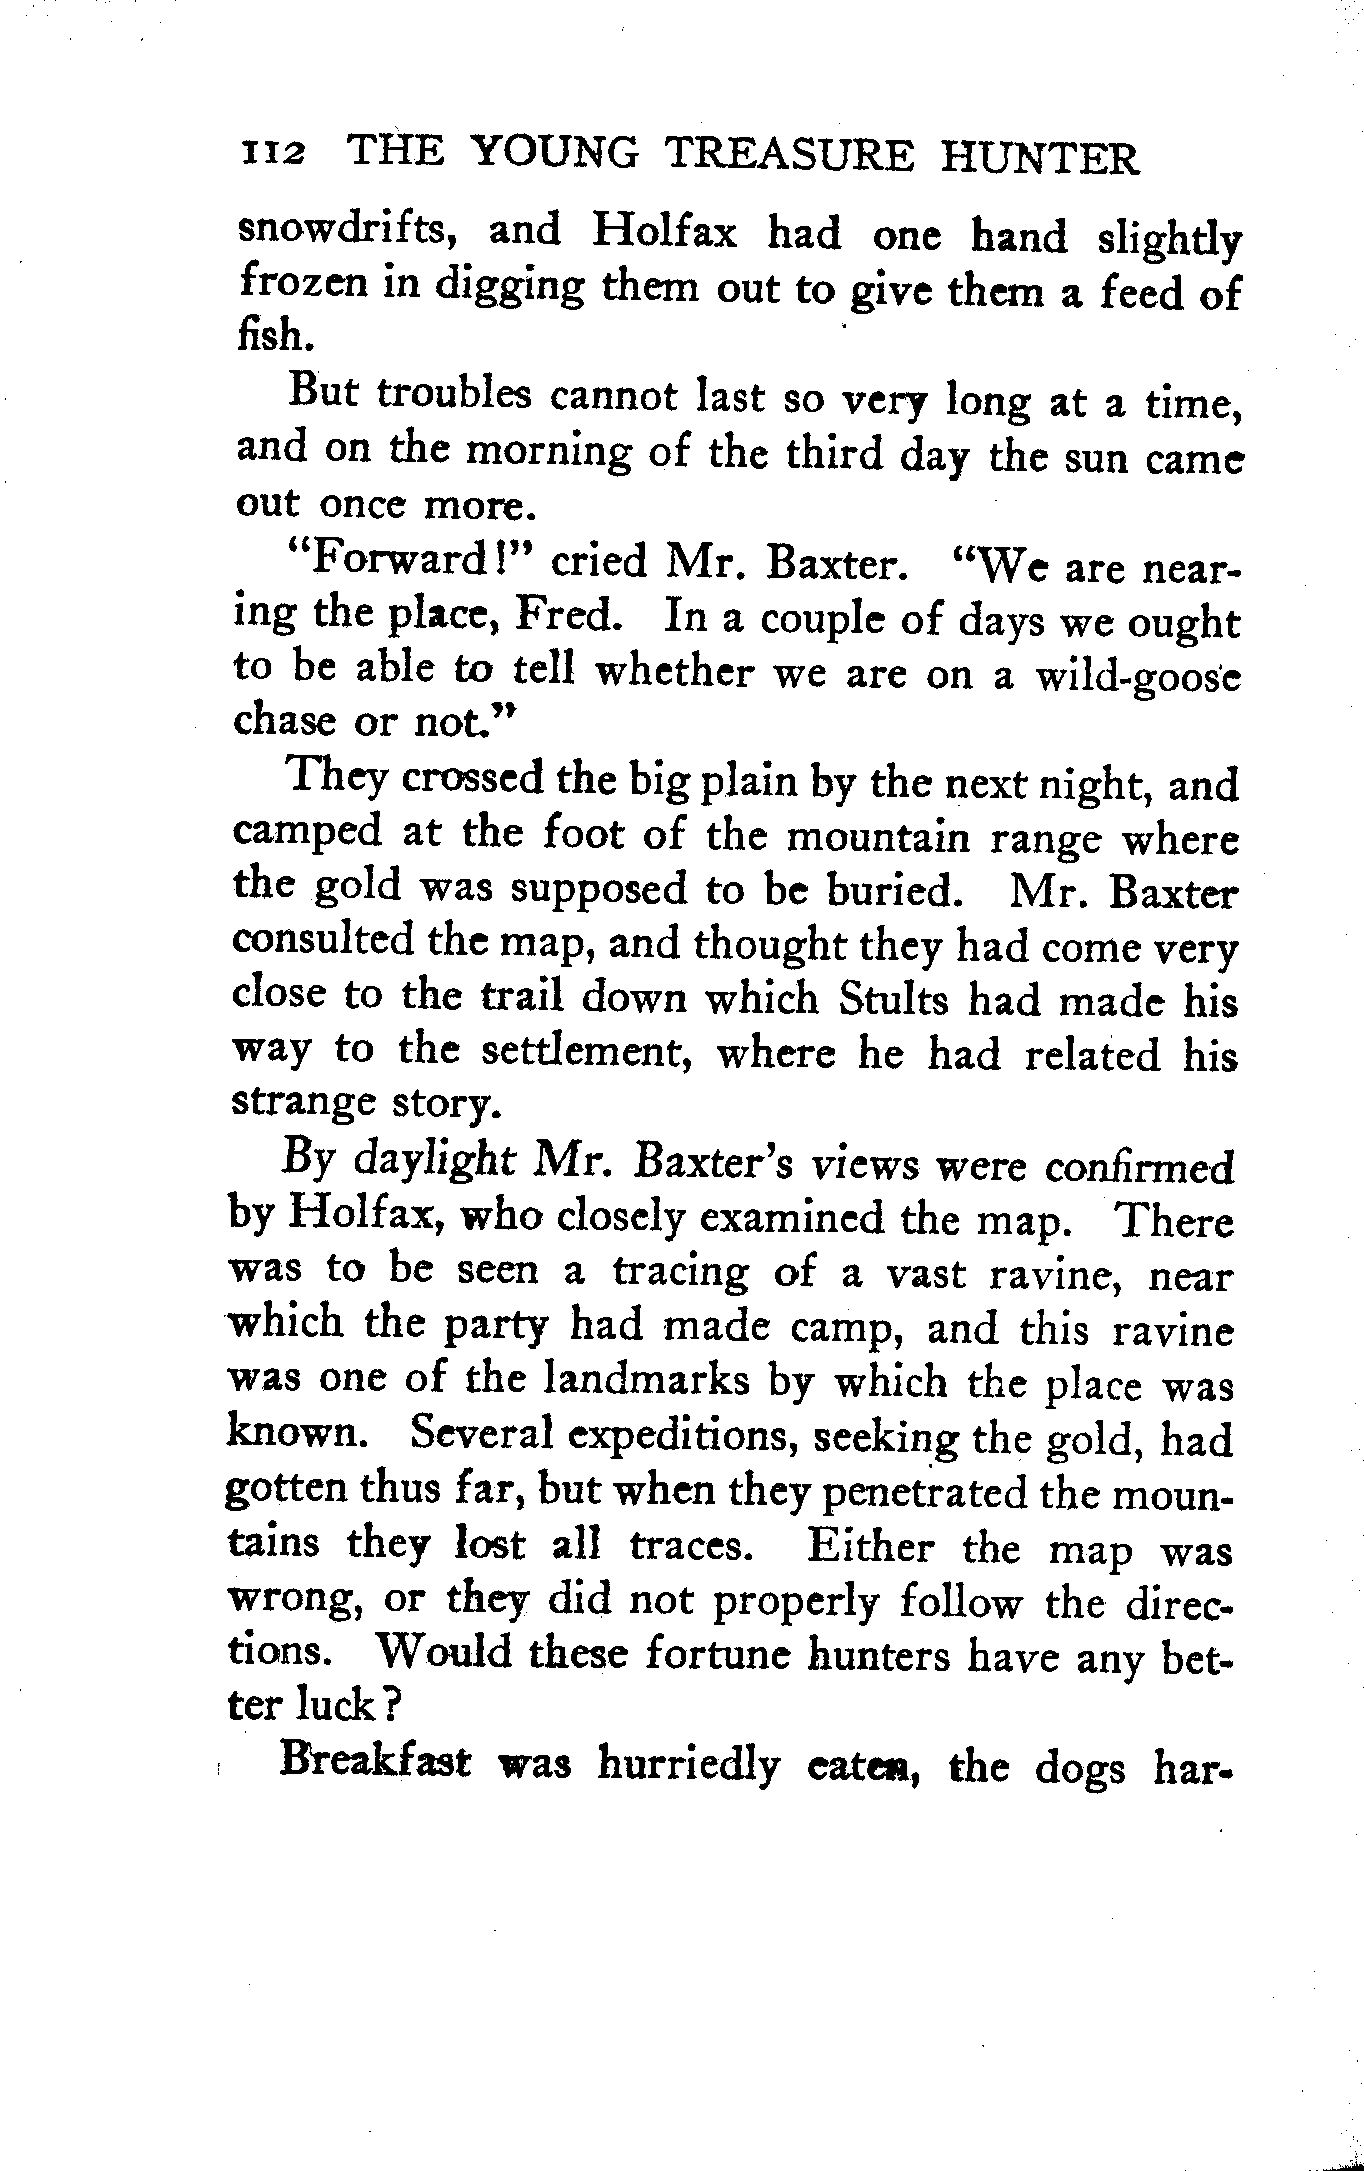 112 THE YOUNG TREASURE HUNTER
snowdrifts, and Holfax had one hand slightly
frozen in digging them out to give them a feed of
fish.
But troubles cannot last so very long at a time,
and on the morning of the third day the sun came
out once more.
“Forward!” cried Mr. Baxter. “We are near-
ing the place, Fred. In a couple of days we ought
to be able to tell whether we are on a wild-goose
chase or not.”
They crossed the big plain by the next night, and
camped at the foot of the mountain range where
the gold was supposed to be buried. Mr. Baxter
consulted the map, and thought they had come very
close to the trail down which Stults had made his
way to the settlement, where he had related his
strange story.
By daylight Mr. Baxter’s views were confirmed
by Holfax, who closely examined the map. There
was to be seen a tracing of a vast ravine, near
which the party had made camp, and this ravine
was one of the landmarks by which the place was
known. Several expeditions, seeking the gold, had
gotten thus far, but when they penetrated the moun-
tains they lost all traces. Either the map was
wrong, or they did not properly follow the direc-
tions. Would these fortune hunters have any bet-
ter luck?
Breakfast was hurriedly eaten, the dogs har-